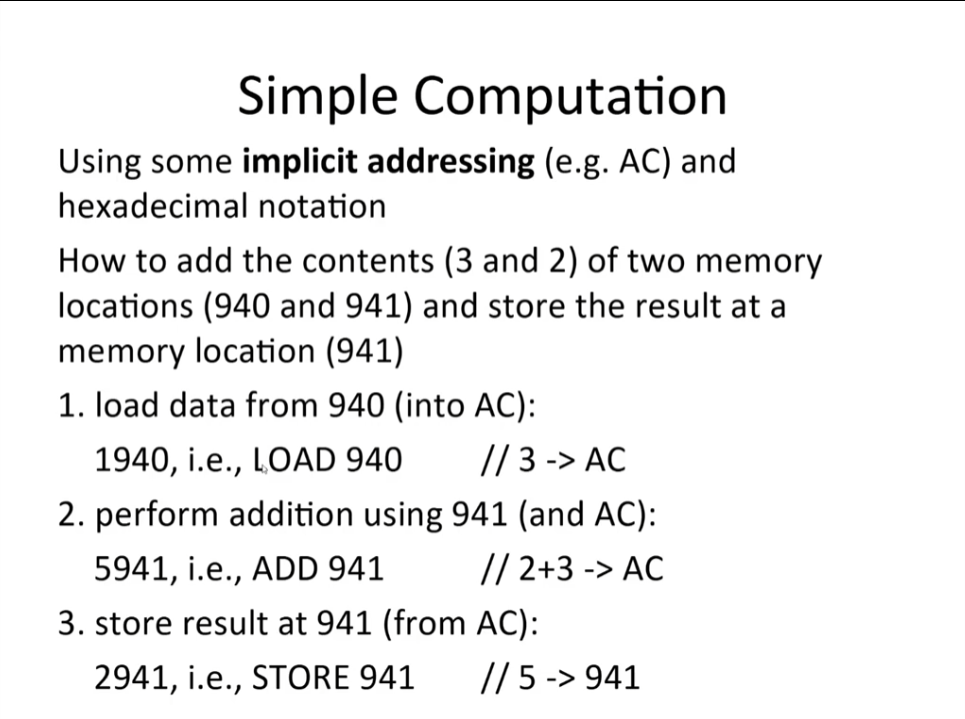 Simple Computation
Using some implicit addressing (e.g. AC) and
hexadecimal notation
How to add the contents (3 and 2) of two memory
locations (940 and 941) and store the result at a
memory location (941)
1. load data from 940 (into AC):
1940, i.e., LOAD 940 // 3 -> AC
2. perform addition using 941 (and AC):
5941, i.e., ADD 941 // 2+3 -> AC
3. store result at 941 (from AC):
2941, i.e., STORE 941 // 5 -> 941